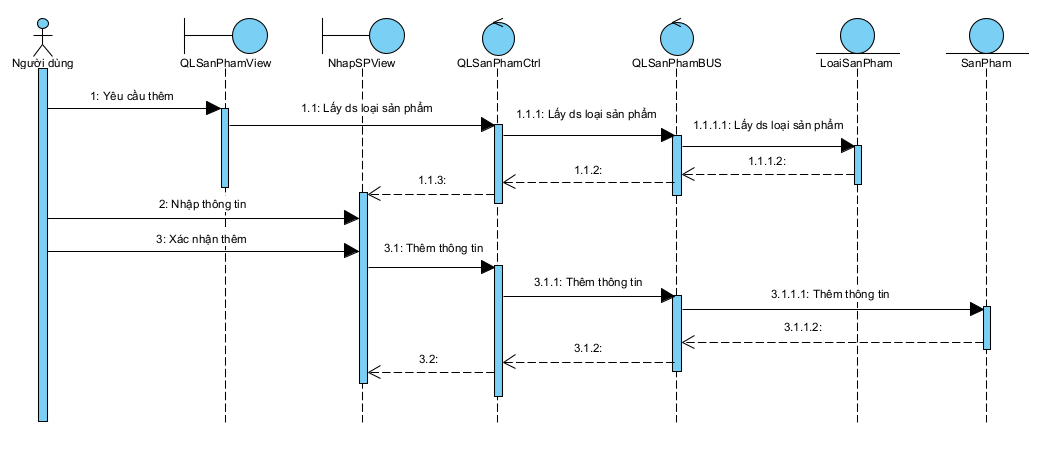 Người dùng
QLSanPhamView
NhapSPView
QLSanPhamCtrl
QLSanPhamBUS
LoaiSanPham
SanPham
1: Yêu cầu thêm
1.1: Lấy ds loại sản phẩm
1.1.1: Lấy ds loại sản phẩm
1.1.1.1: Lấy ds loại sản phẩm
1.1.1.2:
1.1.2:
1.1.3:
2: Nhập thông tin
3: Xác nhận thêm
3.1: Thêm thông tin
3.1.1: Thêm thông tin
3.1.1.1: Thêm thông tin
3.1.1.2:
3.1.2:
3.2: